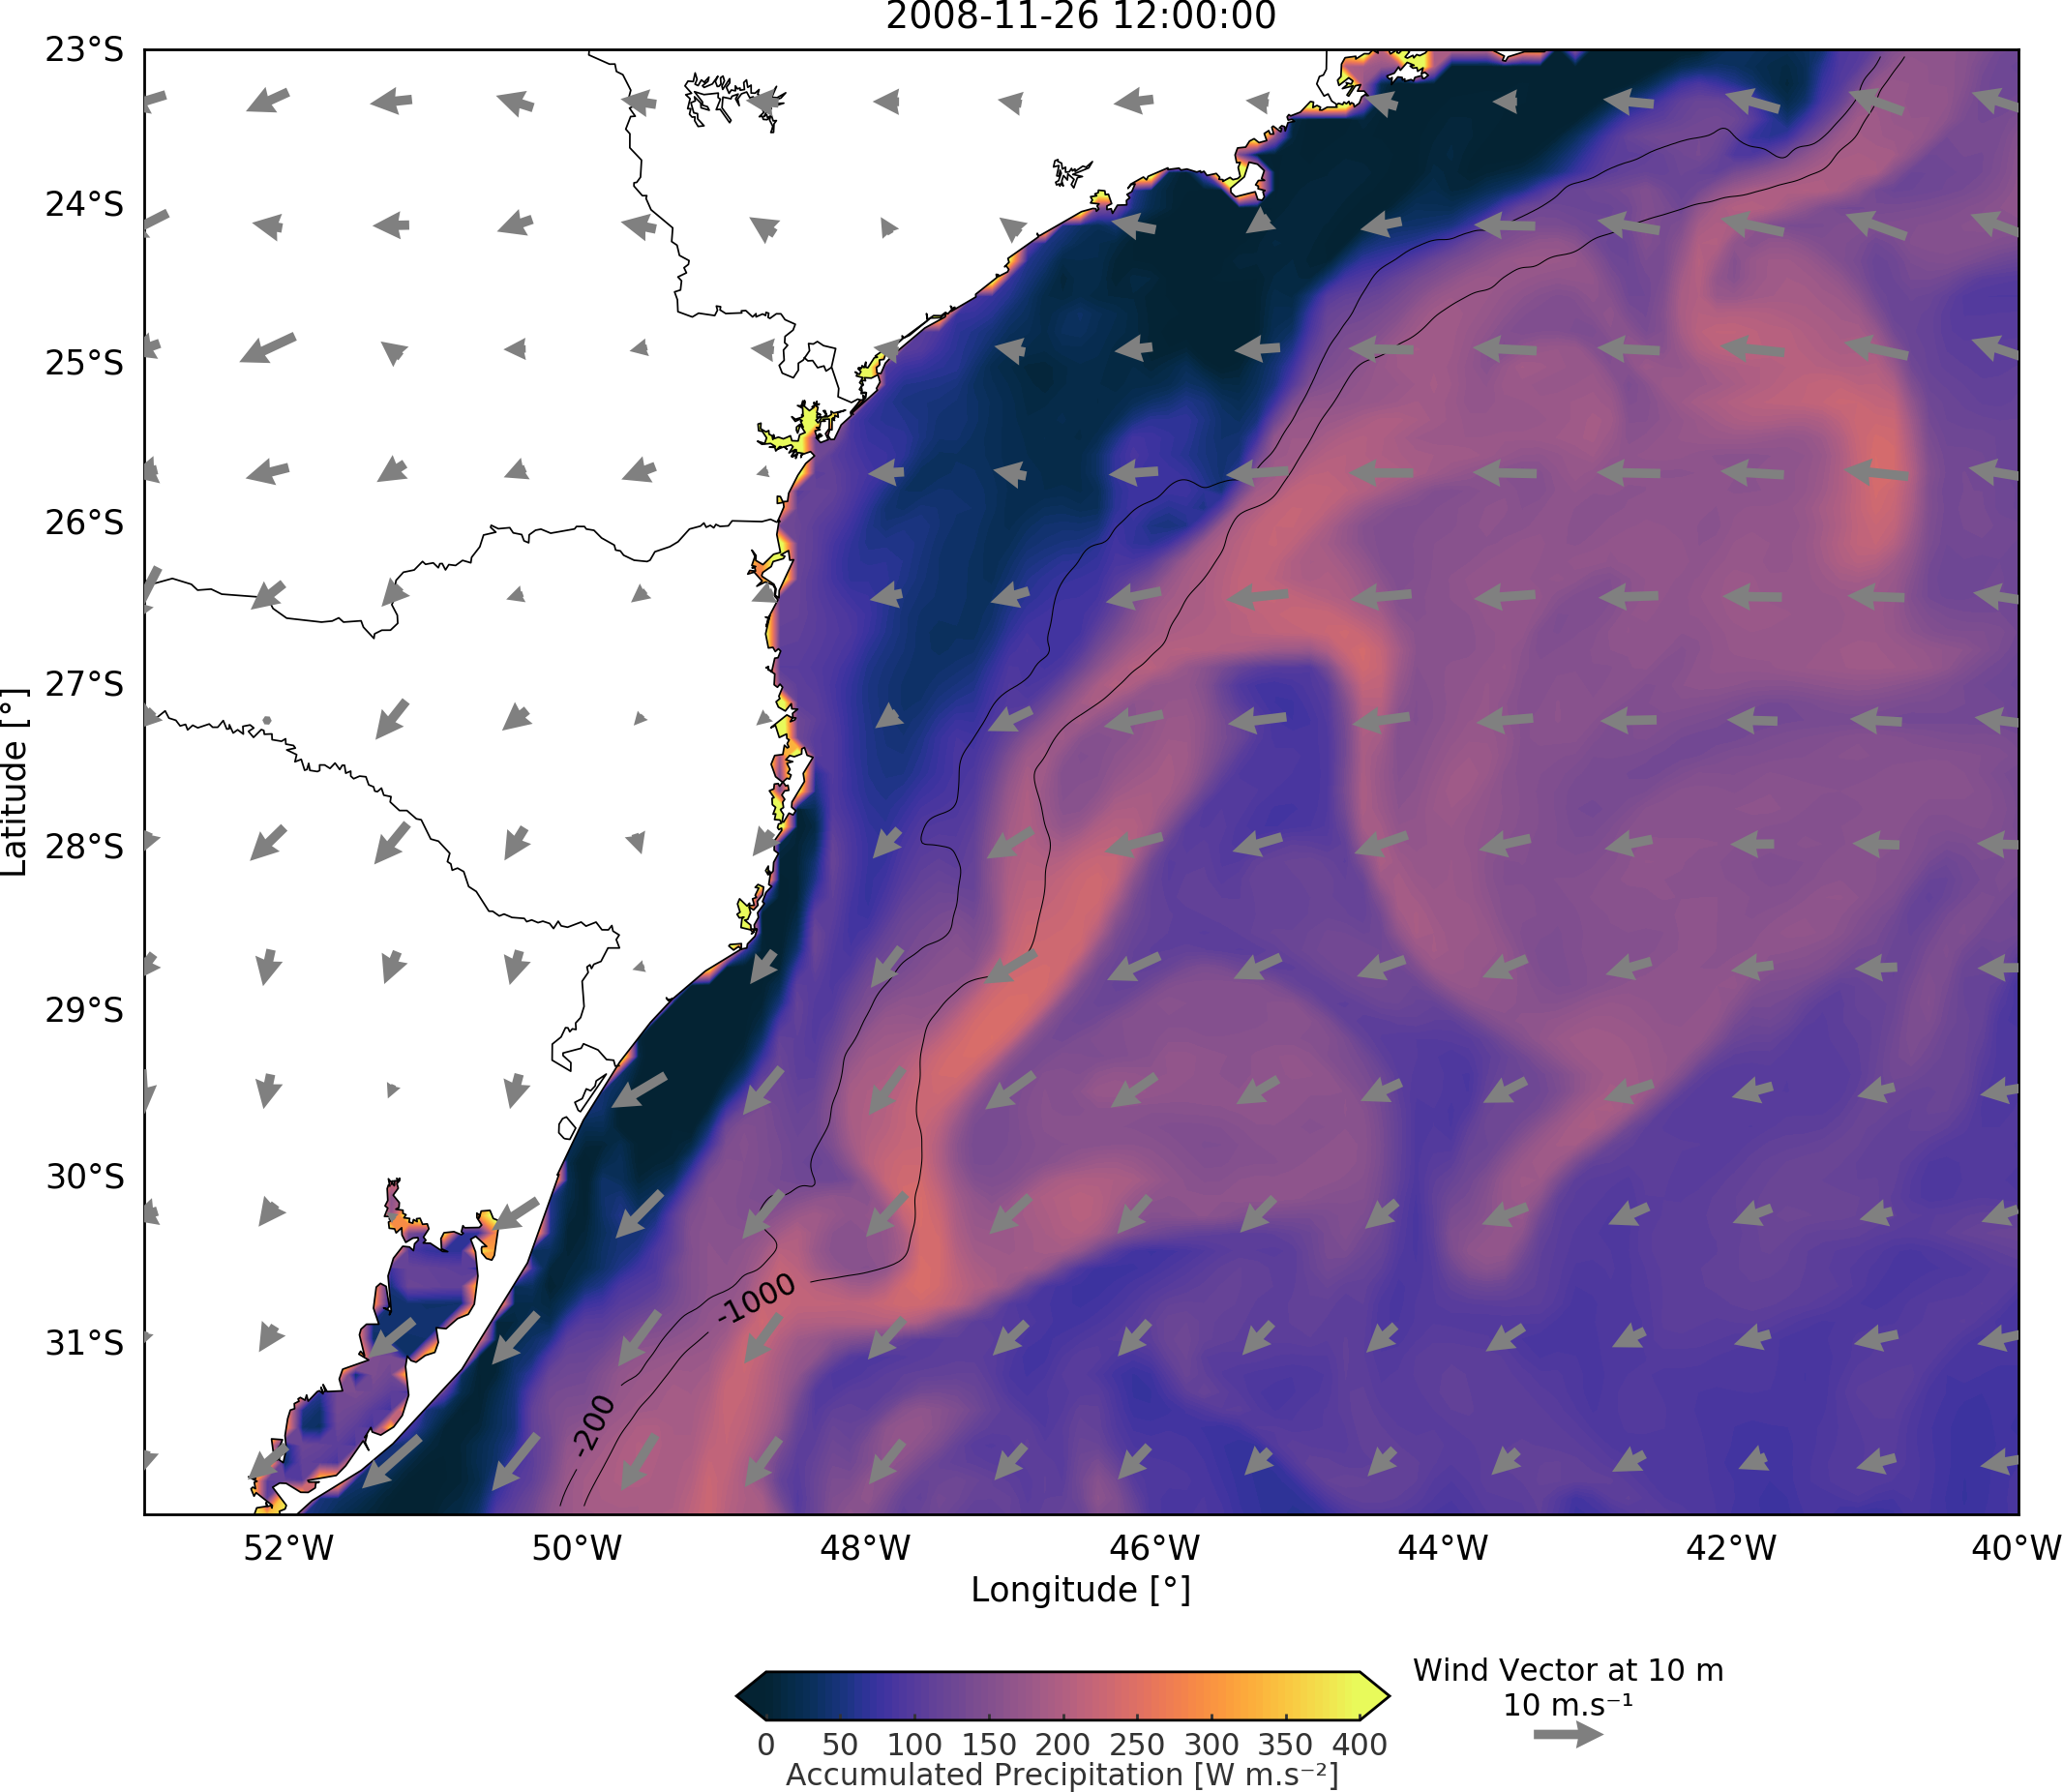 2008-11-26 12:00:00
23°S
24°S
25°S
26°S
27°S
28°S
29°S
30°S
31°S
Latitude [°]
-1000
-200
52°W
50°W
48°W
46°W
44°W
42°W
40°W
Longitude [°]
Wind Vector at 10 m
10 m.s⁻¹
0
50
100
150
200
250
300
350
400
Accumulated Precipitation [W m.s⁻²]